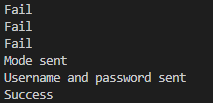 Fail
Fail
Fail
Mode sent
Username and password sent
Success